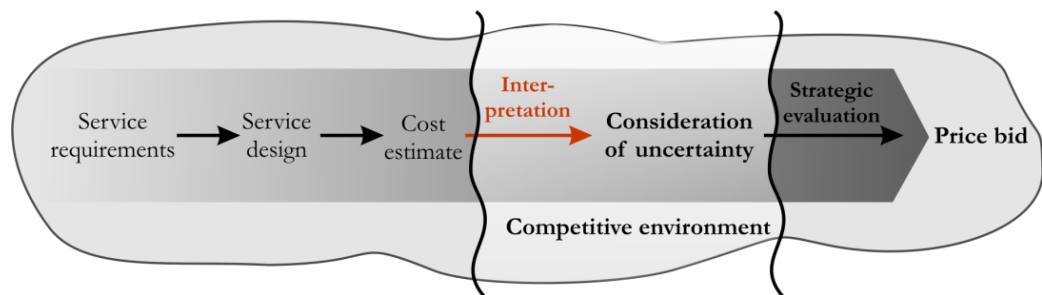 Service
requirements
Service
design
Cost
estimate
Inter-
pretation
Consideration
of uncertainty
Strategic
evaluation
Price bid
Competitive environment